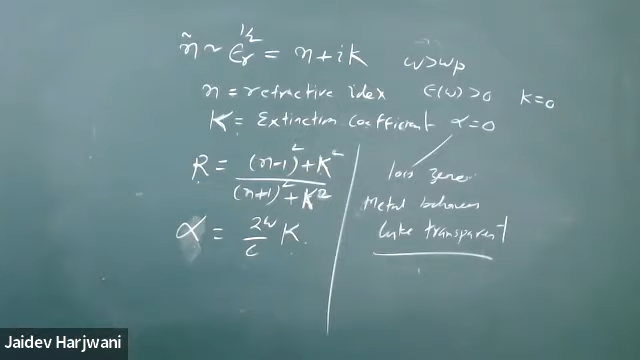 ñ ~ εr^1/2 = n + iK    ω > ωp
n = refractive index    ε(ω) > 0    K = 0
K = Extinction coefficient    α = 0
R = ((n-1)² + K²) / ((n+1)² + K²)
loss zero
Metal behaves
like transparent
α = (2ω/c) K.
Jaidev Harjwani